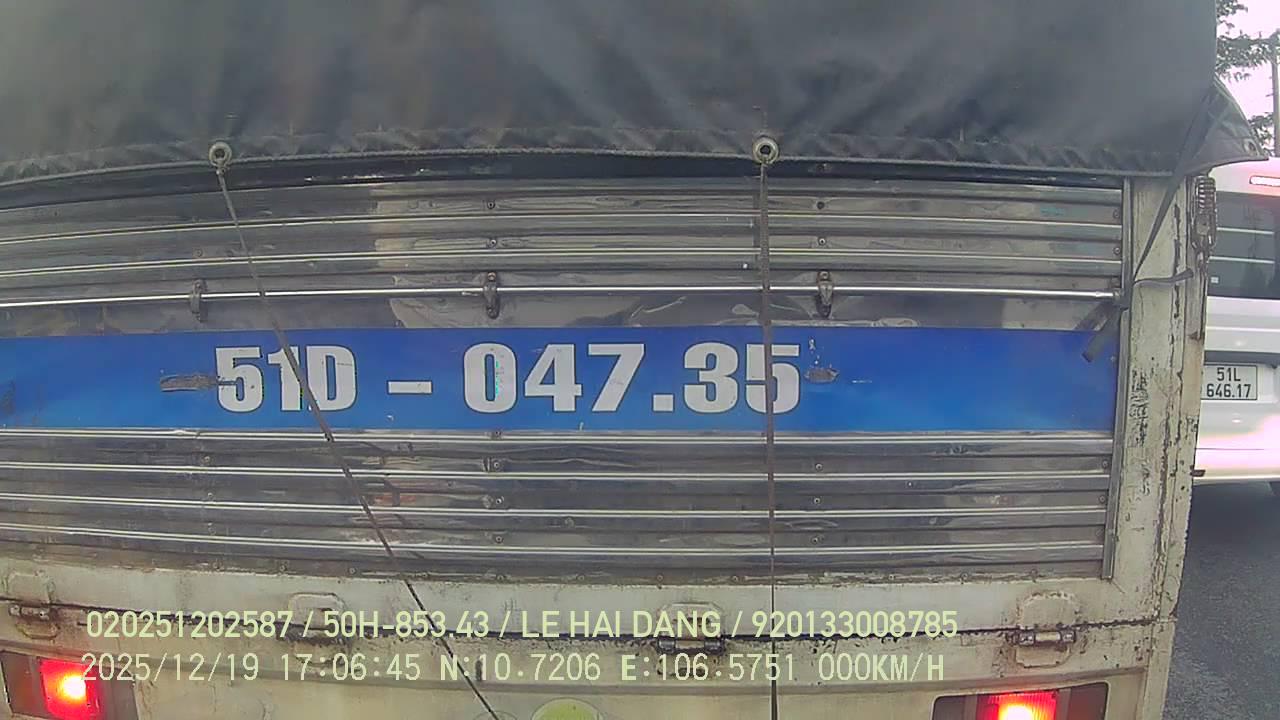 51D - 047.35
51L
646.17
020251202587 / 50H-853.43 / LE HAI DANG / 920133008785
2025/12/19 17:06:45 N:10.7206 E:106.5751 000KM/H